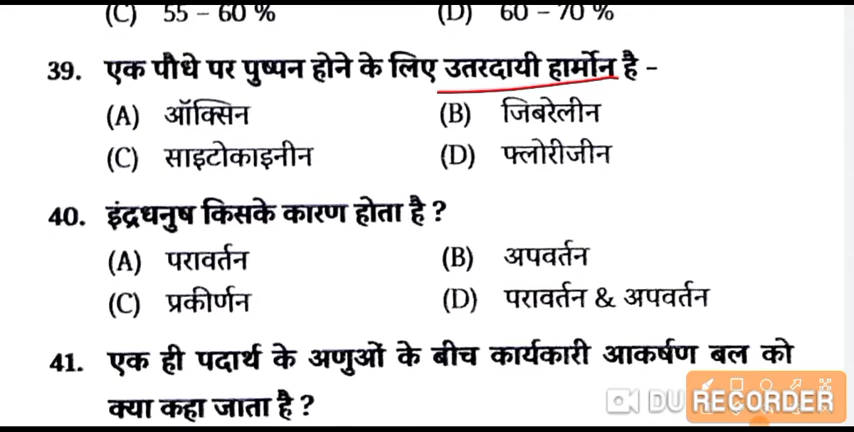 (C) 55 – 60 % (D) 60 – 70 %
39. एक पौधे पर पुष्पन होने के लिए उतरदायी हार्मोन है –
(A) ऑक्सिन (B) जिबरेलीन
(C) साइटोकाइनीन (D) फ्लोरीजीन
40. इंद्रधनुष किसके कारण होता है ?
(A) परावर्तन (B) अपवर्तन
(C) प्रकीर्णन (D) परावर्तन & अपवर्तन
41. एक ही पदार्थ के अणुओं के बीच कार्यकारी आकर्षण बल को
क्या कहा जाता है ?
DU RECORDER